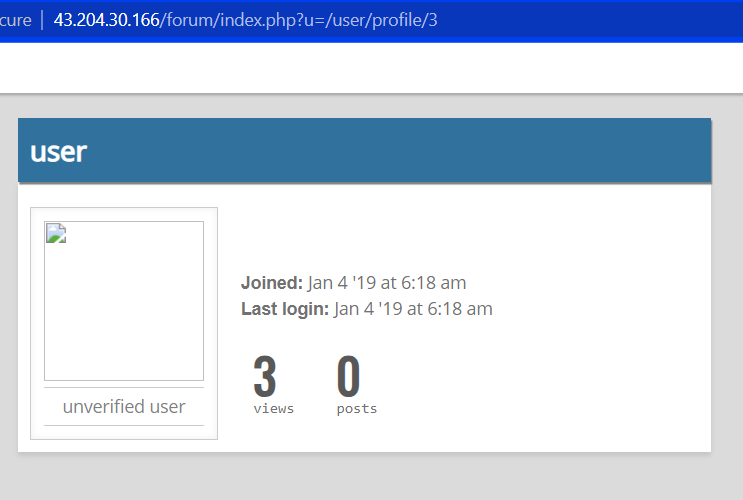 cure | 43.204.30.166/forum/index.php?u=/user/profile/3
user
Joined: Jan 4 '19 at 6:18 am
Last login: Jan 4 '19 at 6:18 am
3 0
views posts
unverified user